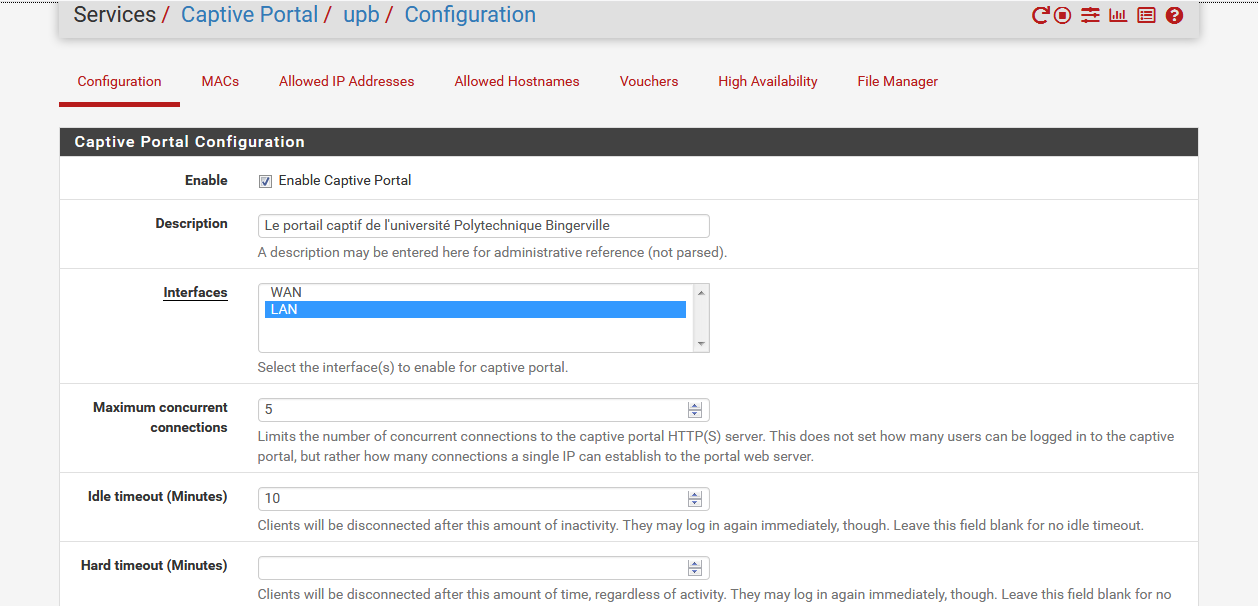 Services / Captive Portal / upb / Configuration
Configuration MACs Allowed IP Addresses Allowed Hostnames Vouchers High Availability File Manager
Captive Portal Configuration
Enable Enable Captive Portal
Description Le portail captif de l'université Polytechnique Bingerville
A description may be entered here for administrative reference (not parsed).
Interfaces WAN
LAN
Select the interface(s) to enable for captive portal.
Maximum concurrent connections 5
Limits the number of concurrent connections to the captive portal HTTP(S) server. This does not set how many users can be logged in to the captive
portal, but rather how many connections a single IP can establish to the portal web server.
Idle timeout (Minutes) 10
Clients will be disconnected after this amount of inactivity. They may log in again immediately, though. Leave this field blank for no idle timeout.
Hard timeout (Minutes)
Clients will be disconnected after this amount of time, regardless of activity. They may log in again immediately, though. Leave this field blank for no